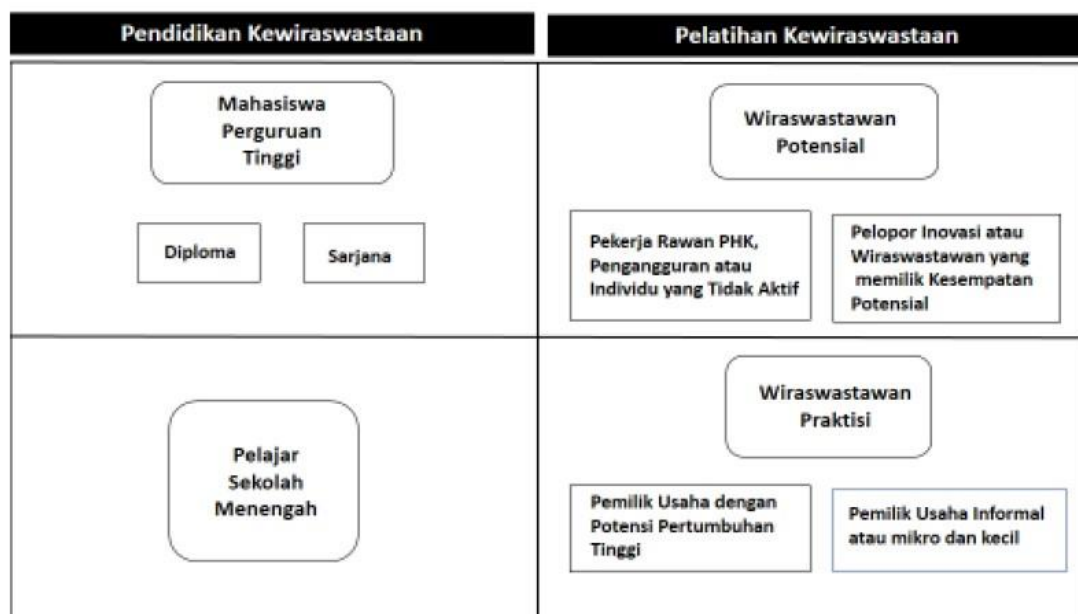 Pendidikan Kewiraswastaan
Pelatihan Kewiraswastaan
Mahasiswa
Perguruan
Tinggi
Diploma
Sarjana
Wiraswastawan
Potensial
Pekerja Rawan PHK,
Pengangguran atau
Individu yang Tidak Aktif
Pelopor Inovasi atau
Wiraswastawan yang
memilik Kesempatan
Potensial
Pelajar
Sekolah
Menengah
Wiraswastawan
Praktisi
Pemilik Usaha dengan
Potensi Pertumbuhan
Tinggi
Pemilik Usaha Informal
atau mikro dan kecil